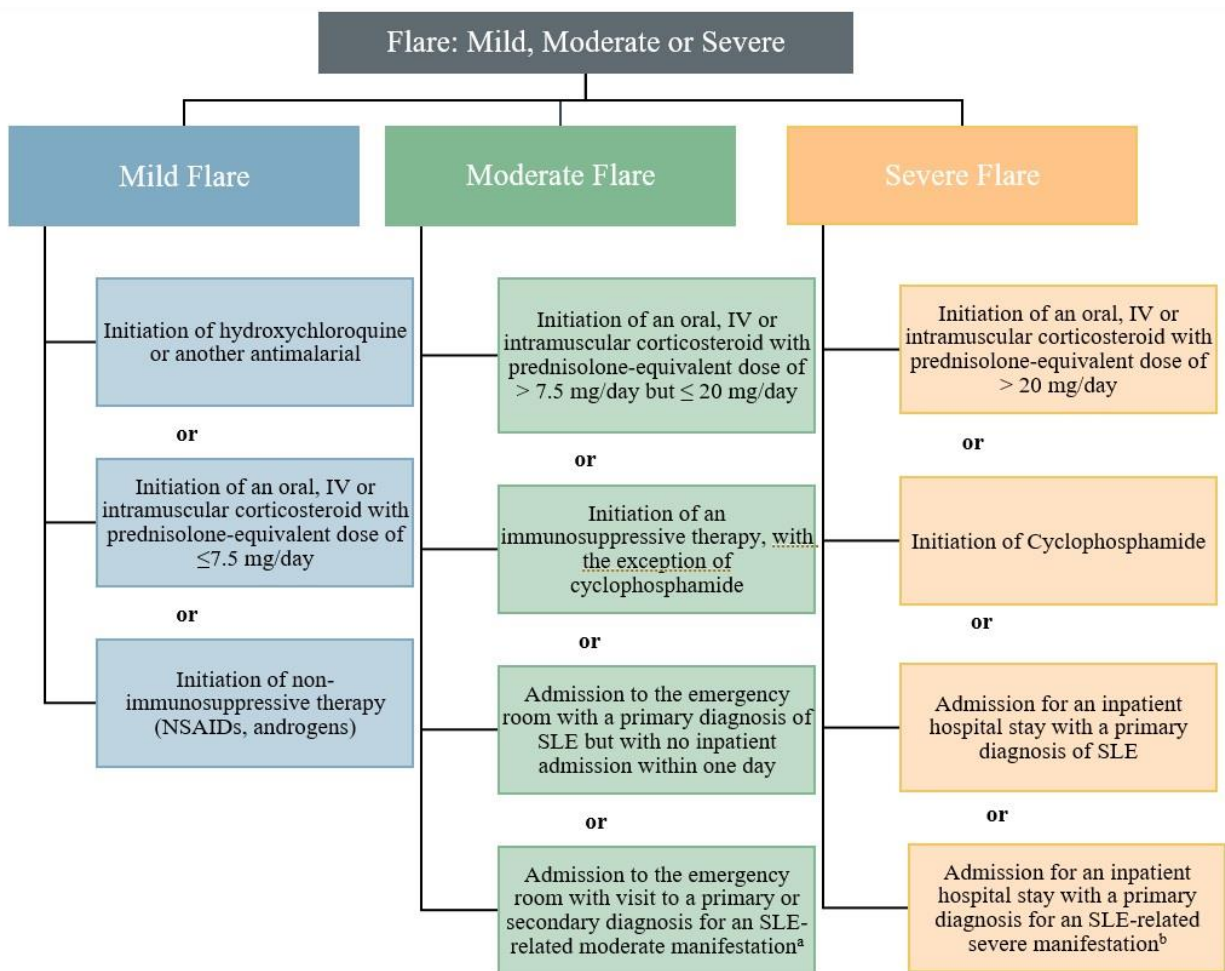 Flare: Mild, Moderate or Severe
Mild Flare
Initiation of hydroxychloroquine
or another antimalarial
or
Initiation of an oral, IV or
intramuscular corticosteroid with
prednisolone-equivalent dose of
≤7.5 mg/day
or
Initiation of non-
immunosuppressive therapy
(NSAIDs, androgens)
Moderate Flare
Initiation of an oral, IV or
intramuscular corticosteroid with
prednisolone-equivalent dose of
> 7.5 mg/day but ≤ 20 mg/day
or
Initiation of an
immunosuppressive therapy, with
the exception of
cyclophosphamide
or
Admission to the emergency
room with a primary diagnosis of
SLE but with no inpatient
admission within one day
or
Admission to the emergency
room with visit to a primary or
secondary diagnosis for an SLE-
related moderate manifestationᵃ
Severe Flare
Initiation of an oral, IV or
intramuscular corticosteroid with
prednisolone-equivalent dose of
> 20 mg/day
or
Initiation of Cyclophosphamide
or
Admission for an inpatient
hospital stay with a primary
diagnosis of SLE
or
Admission for an inpatient
hospital stay with a primary
diagnosis for an SLE-related
severe manifestationᵇ